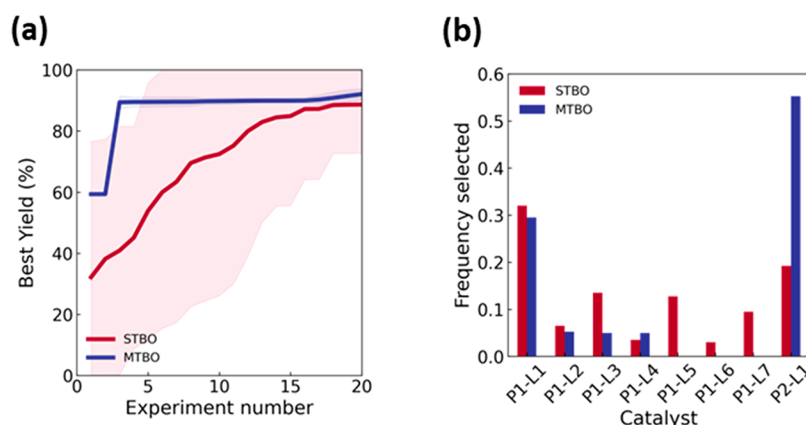 (a)
100
80
60
40
20
0
Best Yield (%)
STBO
MTBO
0
5
10
15
20
Experiment number
(b)
0.6
0.5
0.4
0.3
0.2
0.1
0.0
Frequency selected
STBO
MTBO
P1-L1
P1-L2
P1-L3
P1-L4
P1-L5
P1-L6
P1-L7
P2-L1
Catalyst